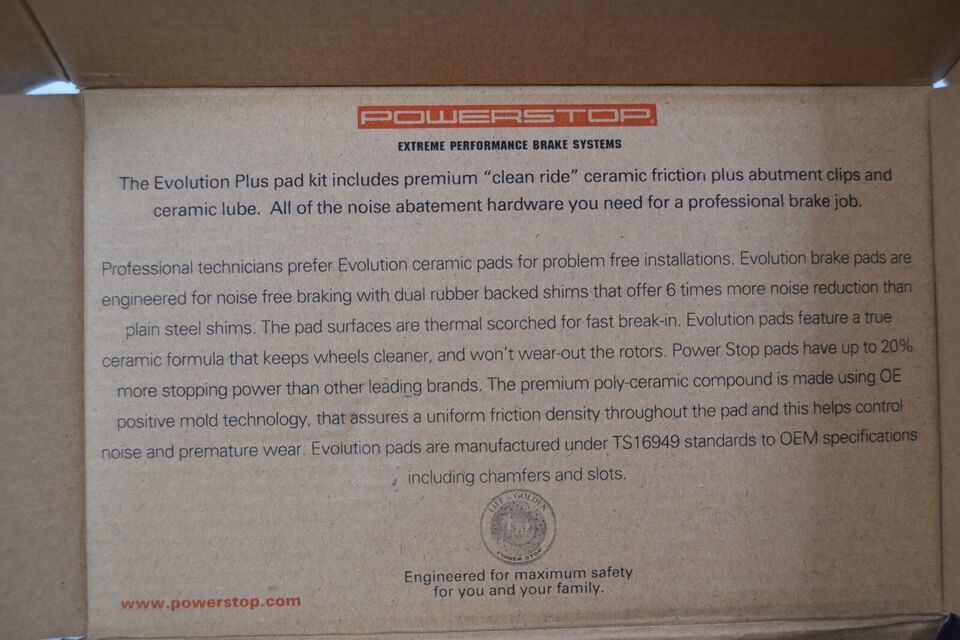 POWERSTOP
EXTREME PERFORMANCE BRAKE SYSTEMS
The Evolution Plus pad kit includes premium “clean ride” ceramic friction plus abutment clips and
ceramic lube. All of the noise abatement hardware you need for a professional brake job.
Professional technicians prefer Evolution ceramic pads for problem free installations. Evolution brake pads are
engineered for noise free braking with dual rubber backed shims that offer 6 times more noise reduction than
plain steel shims. The pad surfaces are thermal scorched for fast break-in. Evolution pads feature a true
ceramic formula that keeps wheels cleaner, and won't wear-out the rotors. Power Stop pads have up to 20%
more stopping power than other leading brands. The premium poly-ceramic compound is made using OE
positive mold technology, that assures a uniform friction density throughout the pad and this helps control
noise and premature wear. Evolution pads are manufactured under TS16949 standards to OEM specifications
including chamfers and slots.
LIFE IS GOLDEN
POWER STOP
Engineered for maximum safety
for you and your family.
www.powerstop.com